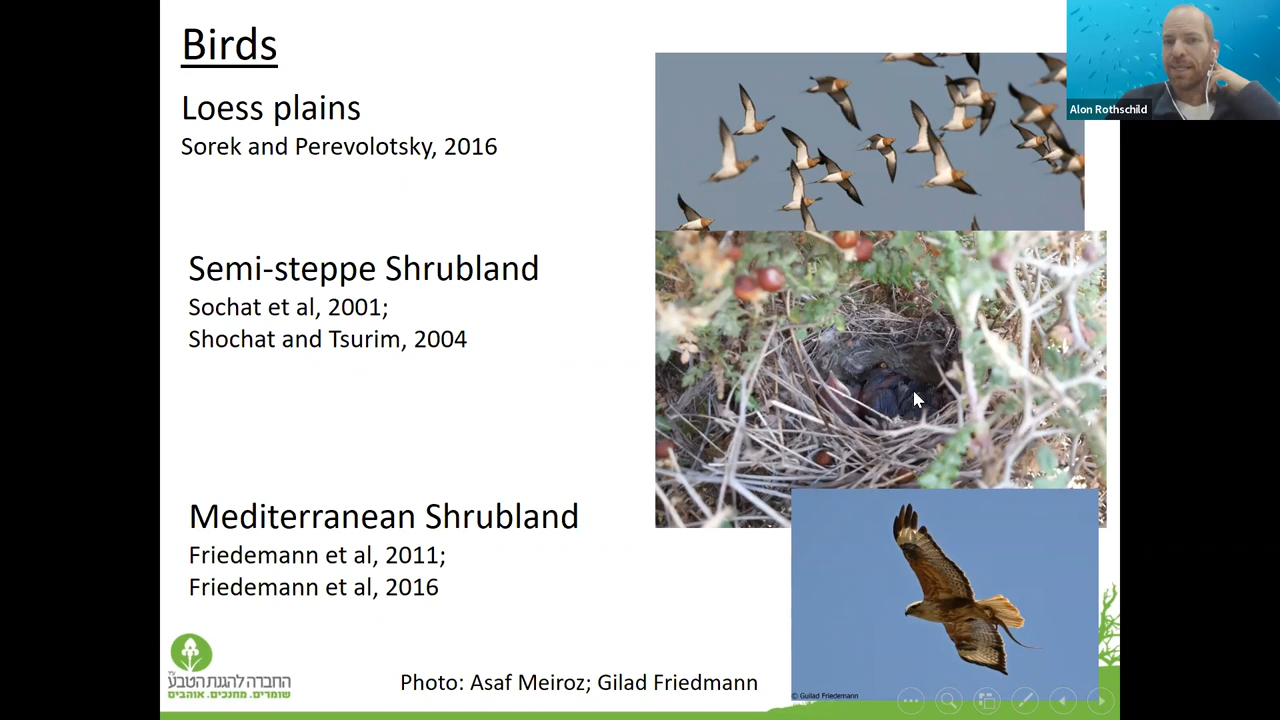 Birds
Loess plains
Sorek and Perevolotsky, 2016
Semi-steppe Shrubland
Sochat et al, 2001;
Shochat and Tsurim, 2004
Mediterranean Shrubland
Friedemann et al, 2011;
Friedemann et al, 2016
החברה להגנת הטבע
שומרים. מחנכים. אוהבים.
Photo: Asaf Meiroz; Gilad Friedmann
© Guilad Friedemann
Alon Rothschild